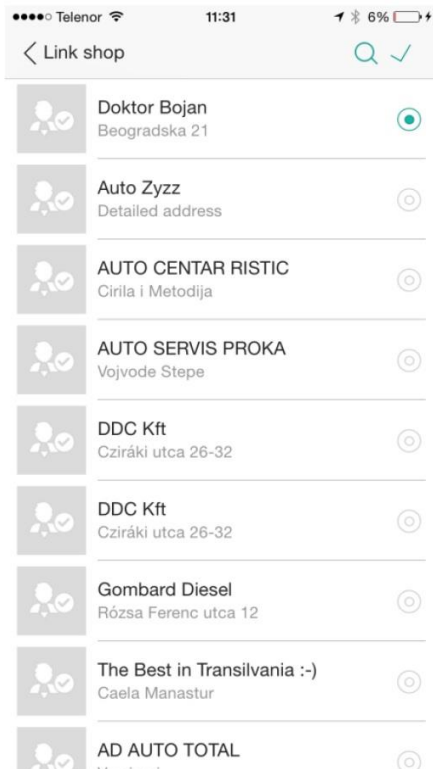 Telenor 11:31 6%
Link shop
Doktor Bojan
Beogradska 21
Auto Zyzz
Detailed address
AUTO CENTAR RISTIC
Cirila i Metodija
AUTO SERVIS PROKA
Vojvode Stepe
DDC Kft
Cziráki utca 26-32
DDC Kft
Cziráki utca 26-32
Gombard Diesel
Rózsa Ferenc utca 12
The Best in Transilvania :-)
Caela Manastur
AD AUTO TOTAL